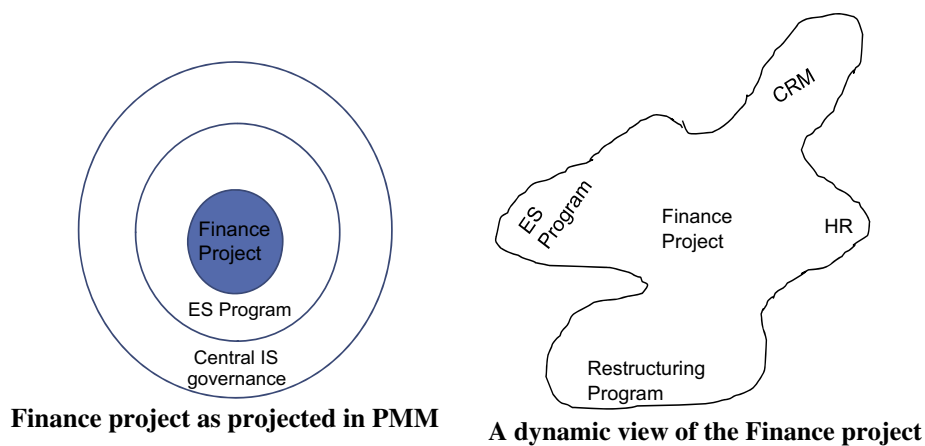 Finance
Project
ES Program
Central IS
governance
Finance project as projected in PMM
CRM
ES
Program
Finance
Project
HR
Restructuring
Program
A dynamic view of the Finance project